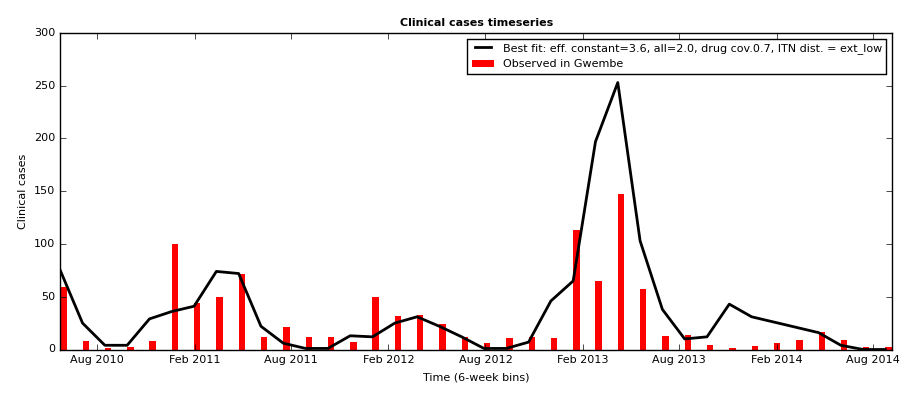 Clinical cases timeseries
300
250
200
150
100
50
0
Clinical cases
Best fit: eff. constant=3.6, all=2.0, drug cov.0.7, ITN dist. = ext_low
Observed in Gwembe
Aug 2010 Feb 2011 Aug 2011 Feb 2012 Aug 2012 Feb 2013 Aug 2013 Feb 2014 Aug 2014
Time (6-week bins)